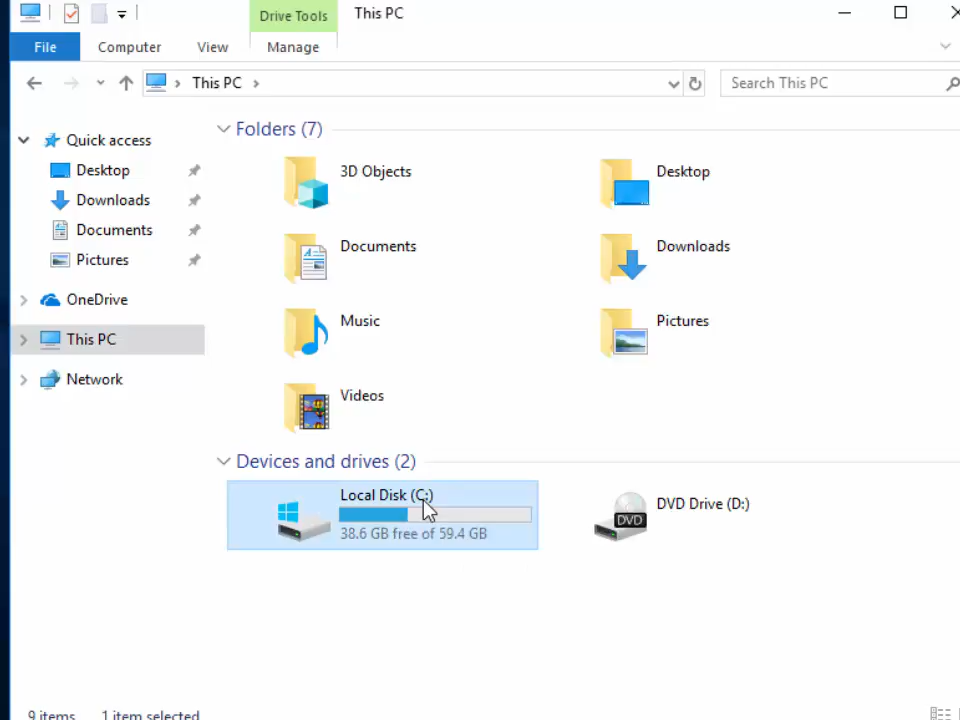 Drive Tools This PC
File Computer View Manage
This PC Search This PC
Quick access
Desktop
Downloads
Documents
Pictures
OneDrive
This PC
Network
Folders (7)
3D Objects Desktop
Documents Downloads
Music Pictures
Videos
Devices and drives (2)
Local Disk (C:)
38.6 GB free of 59.4 GB
DVD Drive (D:)
DVD
9 items 1 item selected